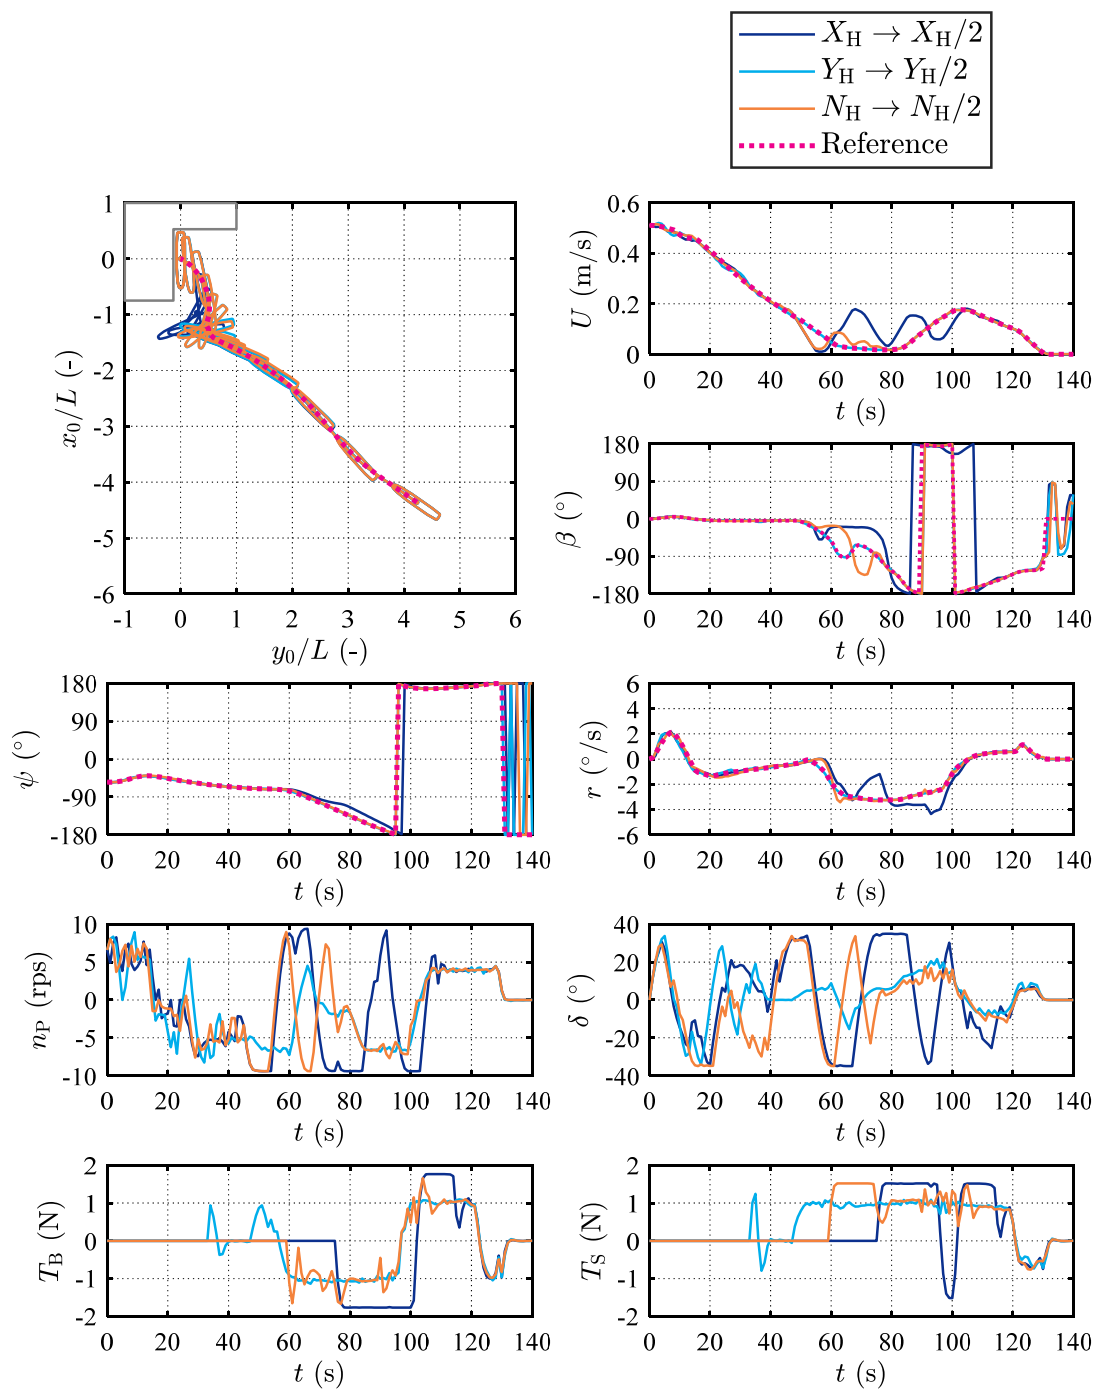 X_H → X_H/2
Y_H → Y_H/2
N_H → N_H/2
Reference
1
0
-1
-2
-3
-4
-5
-6
x_0/L (-)
-1 0 1 2 3 4 5 6
y_0/L (-)
0.6
0.4
0.2
0
U (m/s)
0 20 40 60 80 100 120 140
t (s)
180
90
0
-90
-180
β (°)
0 20 40 60 80 100 120 140
t (s)
180
90
0
-90
-180
ψ (°)
0 20 40 60 80 100 120 140
t (s)
6
4
2
0
-2
-4
-6
r (°/s)
0 20 40 60 80 100 120 140
t (s)
10
5
0
-5
-10
n_P (rps)
0 20 40 60 80 100 120 140
t (s)
40
20
0
-20
-40
δ (°)
0 20 40 60 80 100 120 140
t (s)
2
1
0
-1
-2
T_B (N)
0 20 40 60 80 100 120 140
t (s)
2
1
0
-1
-2
T_S (N)
0 20 40 60 80 100 120 140
t (s)